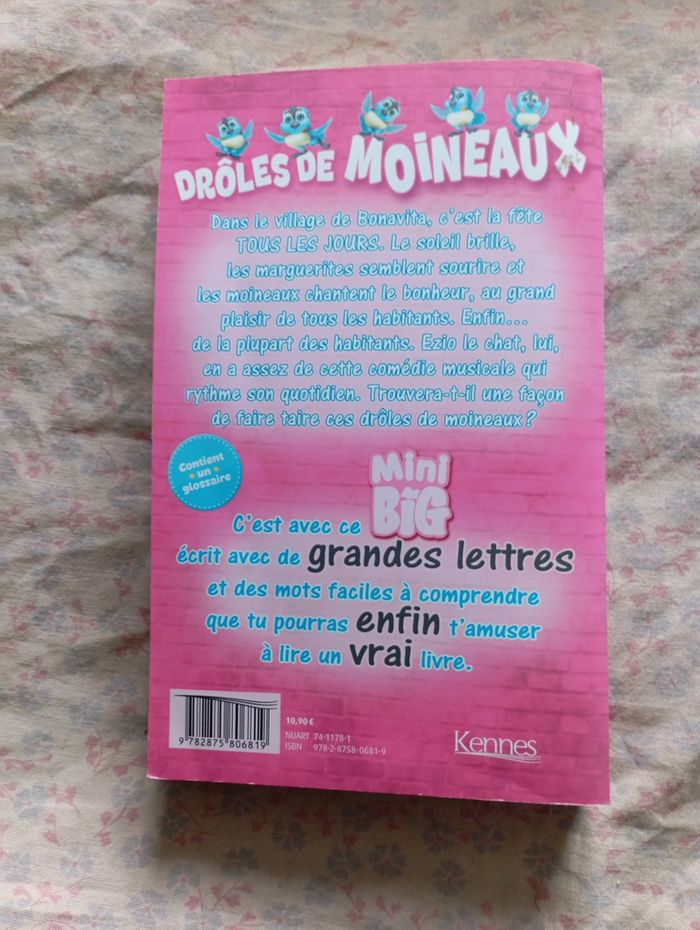 DRÔLES DE MOINEAUX
Dans le village de Bonavita, c'est la fête
TOUS LES JOURS. Le soleil brille,
les marguerites semblent sourire et
les moineaux chantent le bonheur, au grand
plaisir de tous les habitants. Enfin...
de la plupart des habitants. Ezio le chat, lui,
en a assez de cette comédie musicale qui
rythme son quotidien. Trouvera-t-il une façon
de faire taire ces drôles de moineaux ?
Contient
un
glossaire
Mini
BiG
C'est avec ce
écrit avec de grandes lettres
et des mots faciles à comprendre
que tu pourras enfin t'amuser
à lire un vrai livre.
9 782875 806819
10,90 €
NUART 74-1178-1
ISBN 978-2-8758-0681-9
Kennes